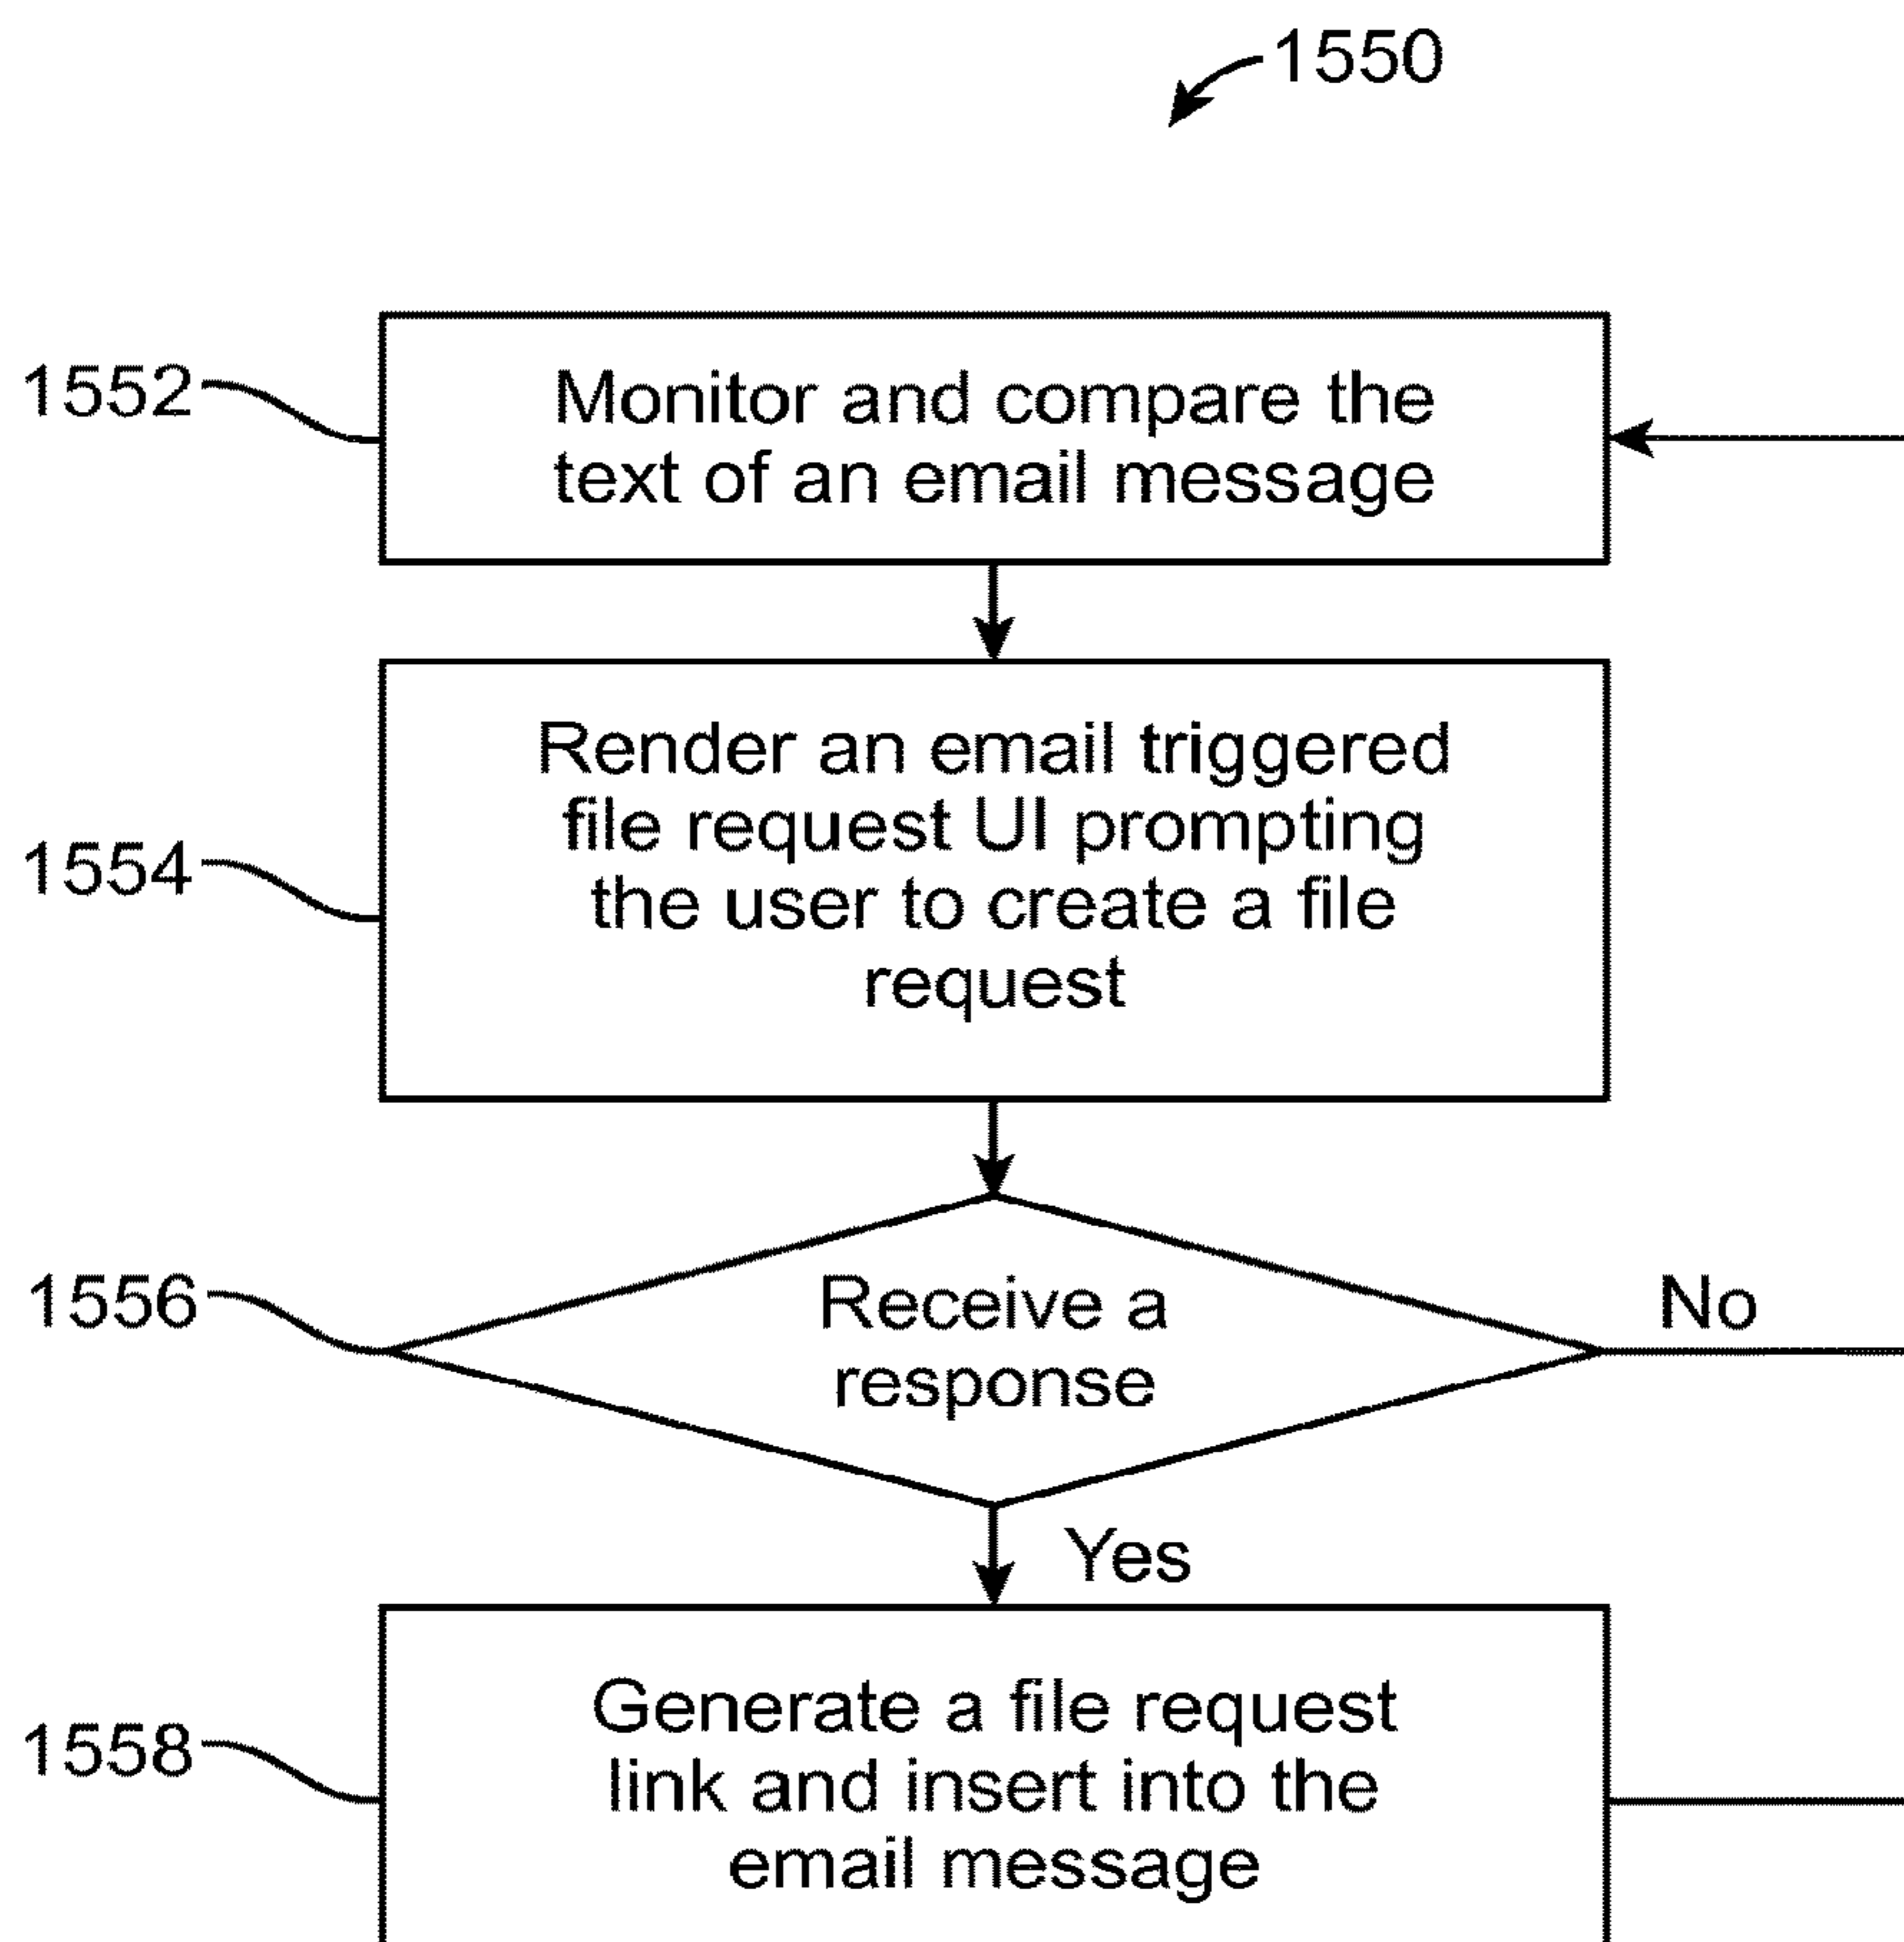 1550
1552
Monitor and compare the
text of an email message
1554
Render an email triggered
file request UI prompting
the user to create a file
request
1556
Receive a
response
No
Yes
1558
Generate a file request
link and insert into the
email message